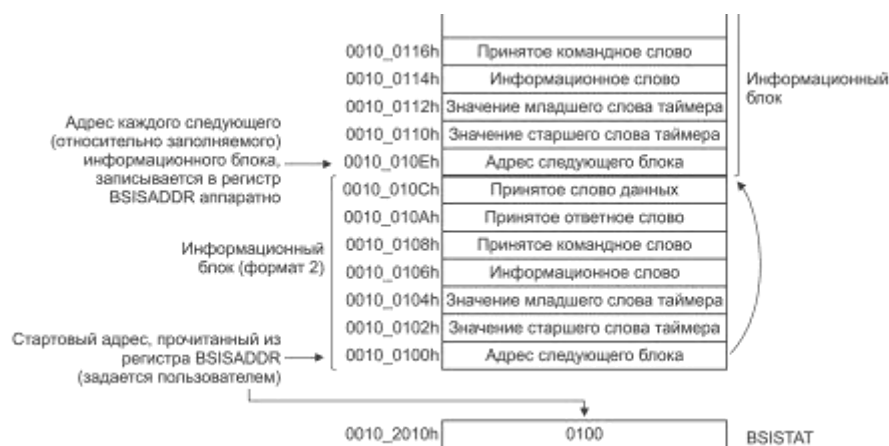 0010_0116h Принятое командное слово
0010_0114h Информационное слово
0010_0112h Значение младшего слова таймера
0010_0110h Значение старшего слова таймера
0010_010Eh Адрес следующего блока
0010_010Ch Принятое слово данных
0010_010Ah Принятое ответное слово
0010_0108h Принятое командное слово
0010_0106h Информационное слово
0010_0104h Значение младшего слова таймера
0010_0102h Значение старшего слова таймера
0010_0100h Адрес следующего блока
Информационный
блок
Адрес каждого следующего
(относительно заполняемого)
информационного блока,
записывается в регистр
BSISADDR аппаратно
Информационный
блок (формат 2)
Стартовый адрес, прочитанный из
регистра BSISADDR
(задается пользователем)
0010_2010h 0100 BSISTAT